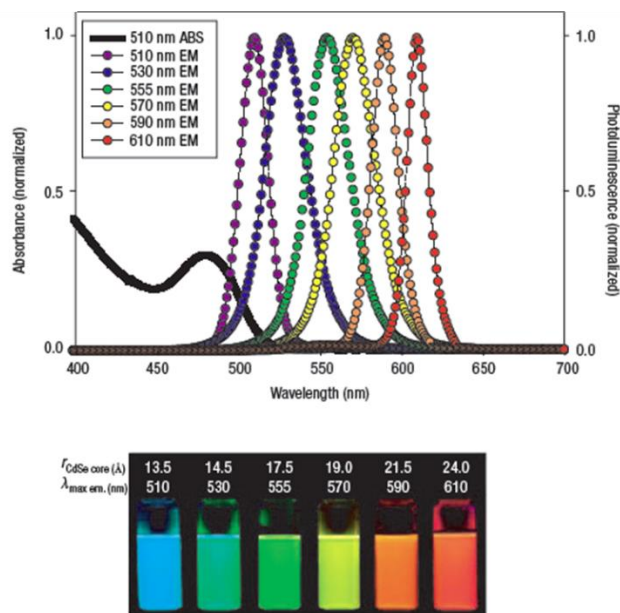 510 nm ABS
510 nm EM
530 nm EM
555 nm EM
570 nm EM
590 nm EM
610 nm EM
1.0
0.5
0.0
Absorbance (normalized)
1.0
0.5
0.0
Photoluminescence (normalized)
400 450 500 550 600 650 700
Wavelength (nm)
rCdSe core (Å) 13.5 14.5 17.5 19.0 21.5 24.0
λmax em. (nm) 510 530 555 570 590 610